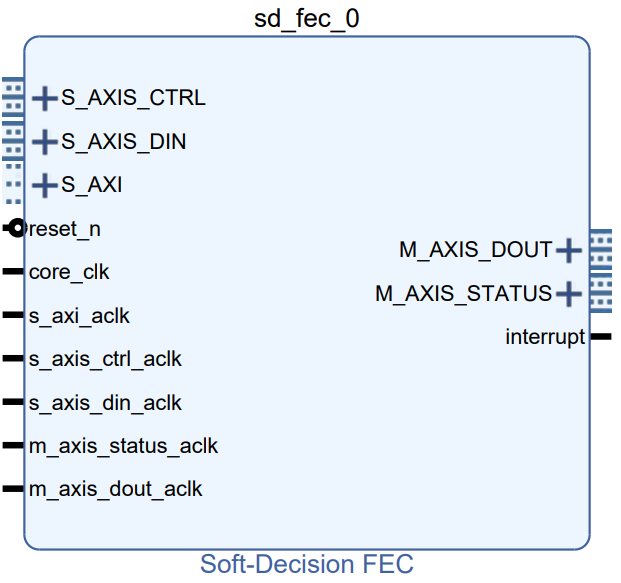 sd_fec_0
S_AXIS_CTRL
S_AXIS_DIN
S_AXI
reset_n
core_clk
s_axi_aclk
s_axis_ctrl_aclk
s_axis_din_aclk
m_axis_status_aclk
m_axis_dout_aclk
M_AXIS_DOUT
M_AXIS_STATUS
interrupt
Soft-Decision FEC